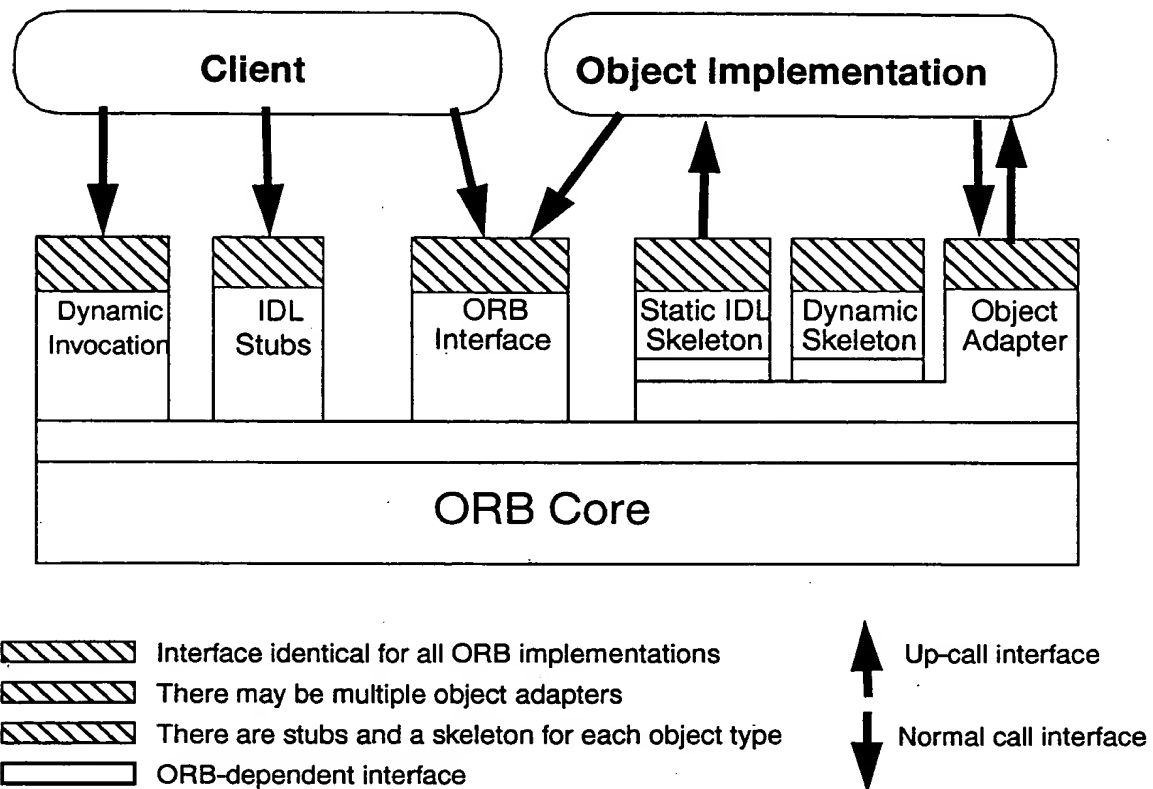 Client
Object Implementation
Dynamic
Invocation
IDL
Stubs
ORB
Interface
Static IDL
Skeleton
Dynamic
Skeleton
Object
Adapter
ORB Core
Interface identical for all ORB implementations
There may be multiple object adapters
There are stubs and a skeleton for each object type
ORB-dependent interface
Up-call interface
Normal call interface